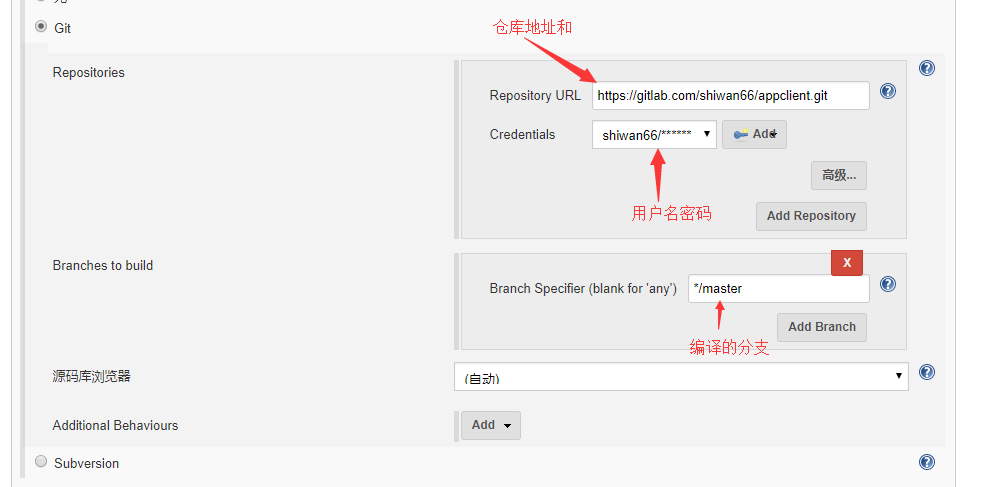 Git
仓库地址和
Repositories
Repository URL
https://gitlab.com/shiwan66/appclient.git
Credentials
shiwan66/******
Add
高级...
用户名密码
Add Repository
Branches to build
X
Branch Specifier (blank for 'any')
*/master
Add Branch
编译的分支
源码库浏览器
(自动)
Additional Behaviours
Add
Subversion